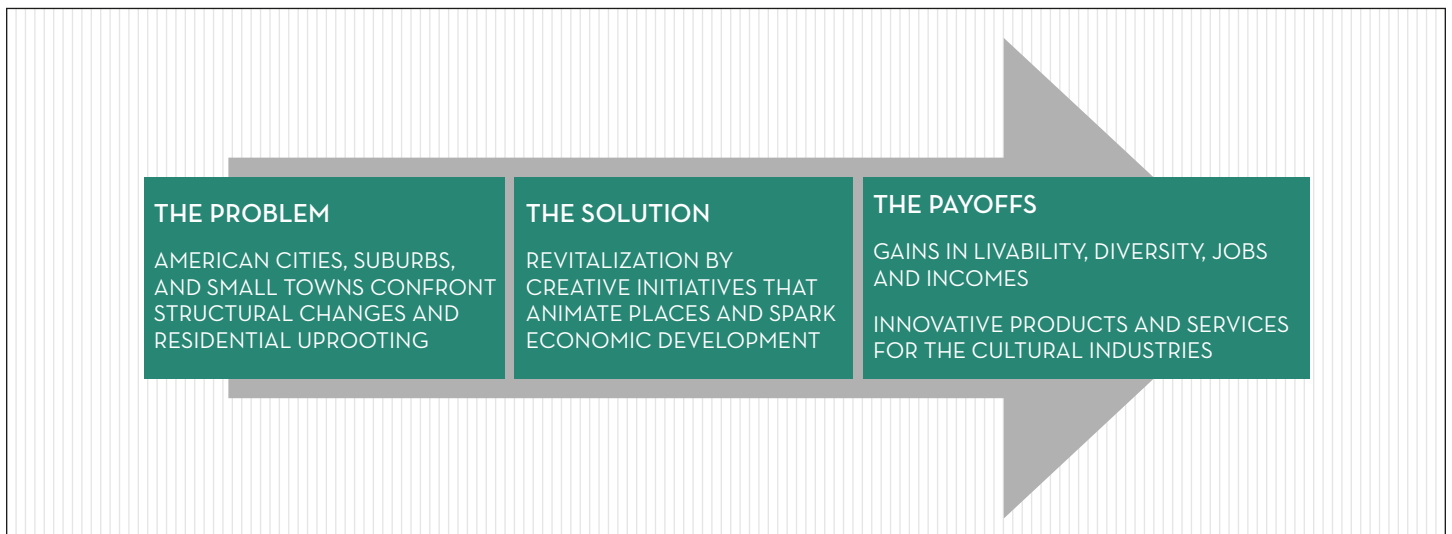 THE PROBLEM
AMERICAN CITIES, SUBURBS,
AND SMALL TOWNS CONFRONT
STRUCTURAL CHANGES AND
RESIDENTIAL UPROOTING
THE SOLUTION
REVITALIZATION BY
CREATIVE INITIATIVES THAT
ANIMATE PLACES AND SPARK
ECONOMIC DEVELOPMENT
THE PAYOFFS
GAINS IN LIVABILITY, DIVERSITY, JOBS
AND INCOMES
INNOVATIVE PRODUCTS AND SERVICES
FOR THE CULTURAL INDUSTRIES